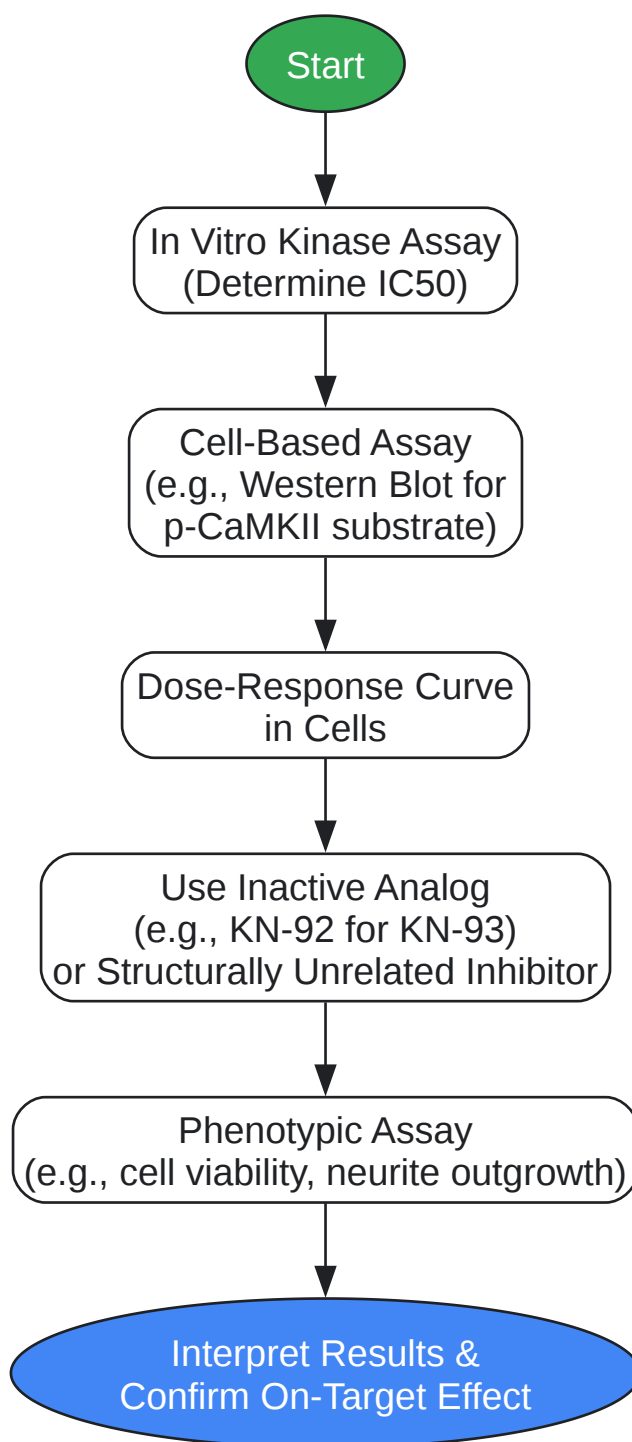 Start
In Vitro Kinase Assay
(Determine IC50)
Cell-Based Assay
(e.g., Western Blot for
p-CaMKII substrate)
Dose-Response Curve
in Cells
Use Inactive Analog
(e.g., KN-92 for KN-93)
or Structurally Unrelated Inhibitor
Phenotypic Assay
(e.g., cell viability, neurite outgrowth)
Interpret Results &
Confirm On-Target Effect